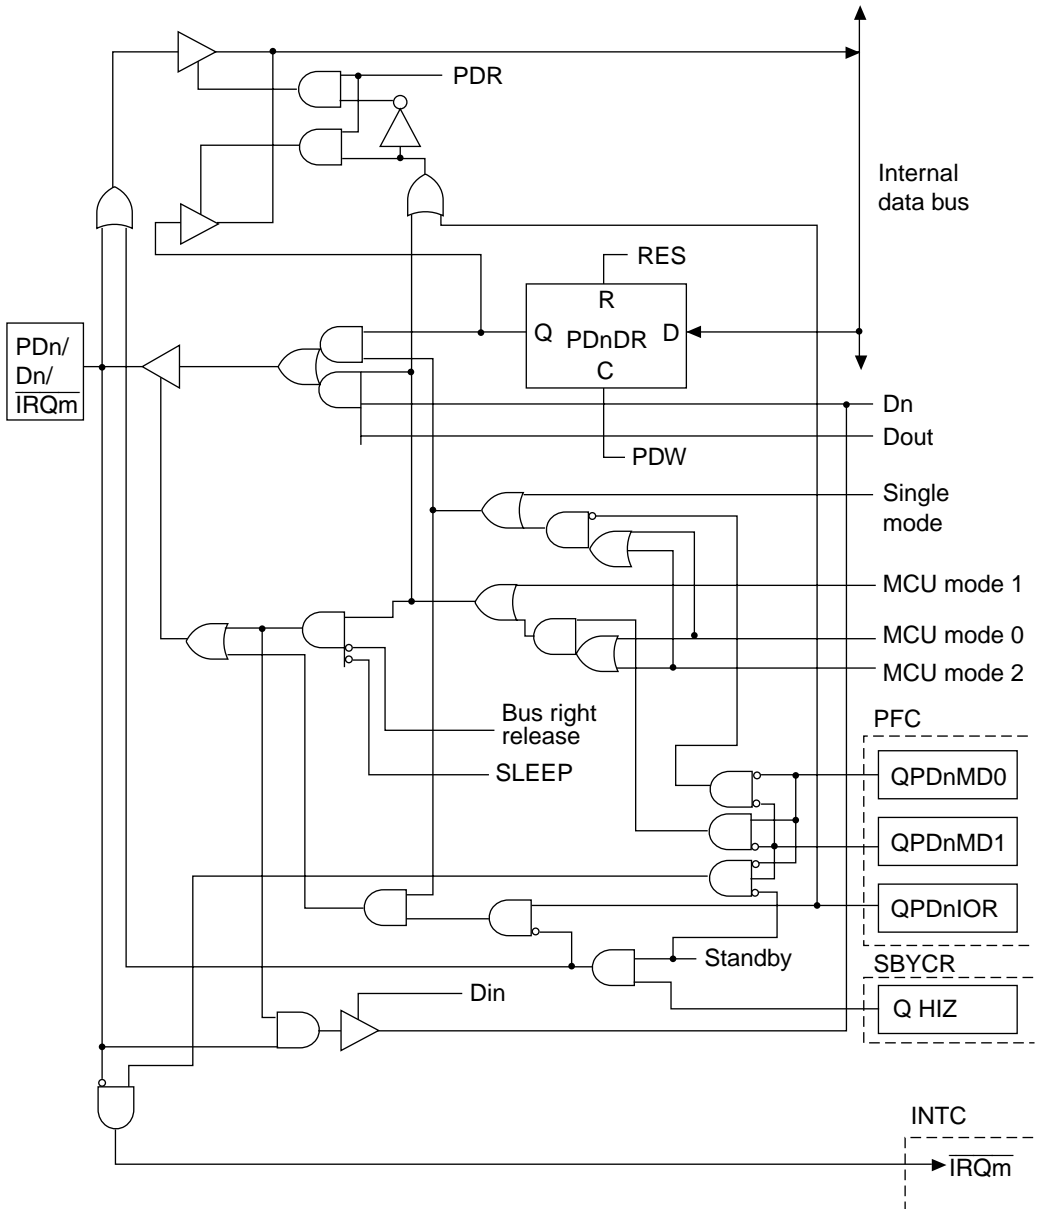 PDR
Internal
data bus
RES
R
Q
PDnDR
D
C
PDn/
Dn/
IRQm
Dn
Dout
PDW
Single
mode
MCU mode 1
MCU mode 0
MCU mode 2
Bus right
release
SLEEP
PFC
QPDnMD0
QPDnMD1
QPDnIOR
Standby
SBYCR
Q HIZ
Din
INTC
IRQm